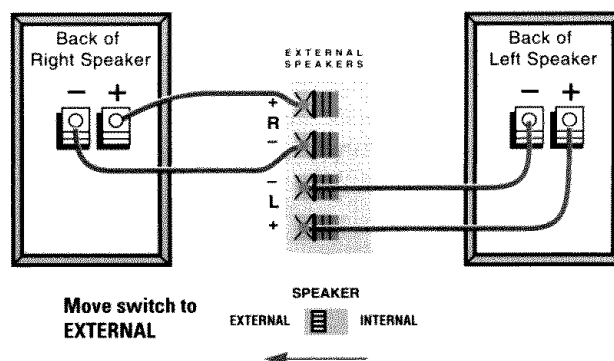 Back of
Right Speaker
− +
EXTERNAL
SPEAKERS
+
R
−
−
L
+
Back of
Left Speaker
− +
Move switch to
EXTERNAL
SPEAKER
EXTERNAL INTERNAL